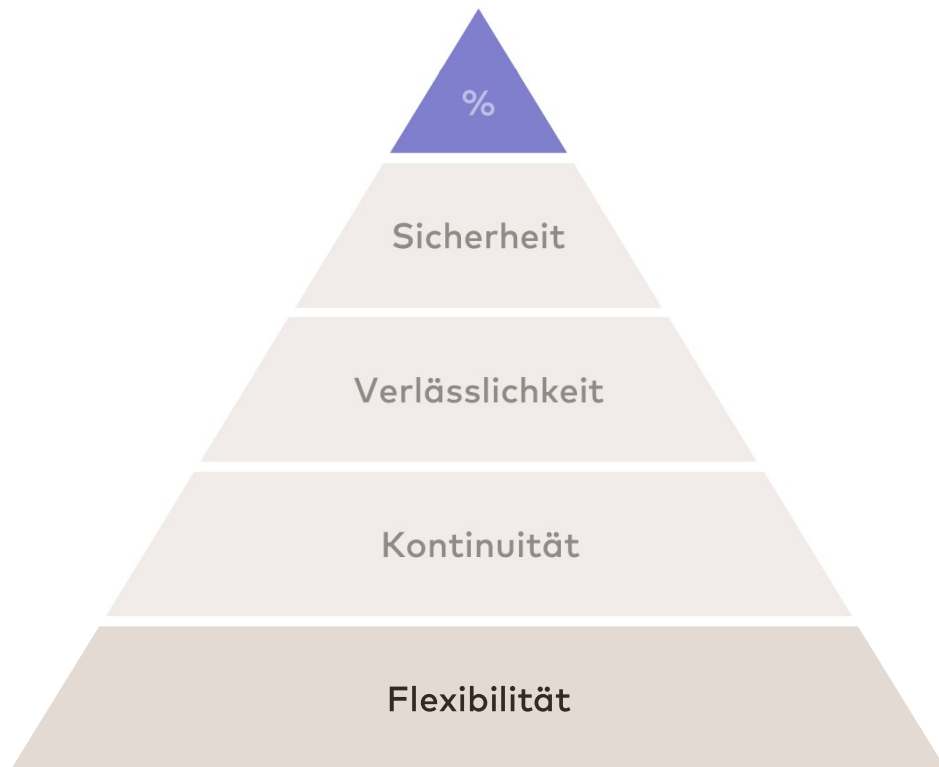 %
Sicherheit
Verlässlichkeit
Kontinuität
Flexibilität